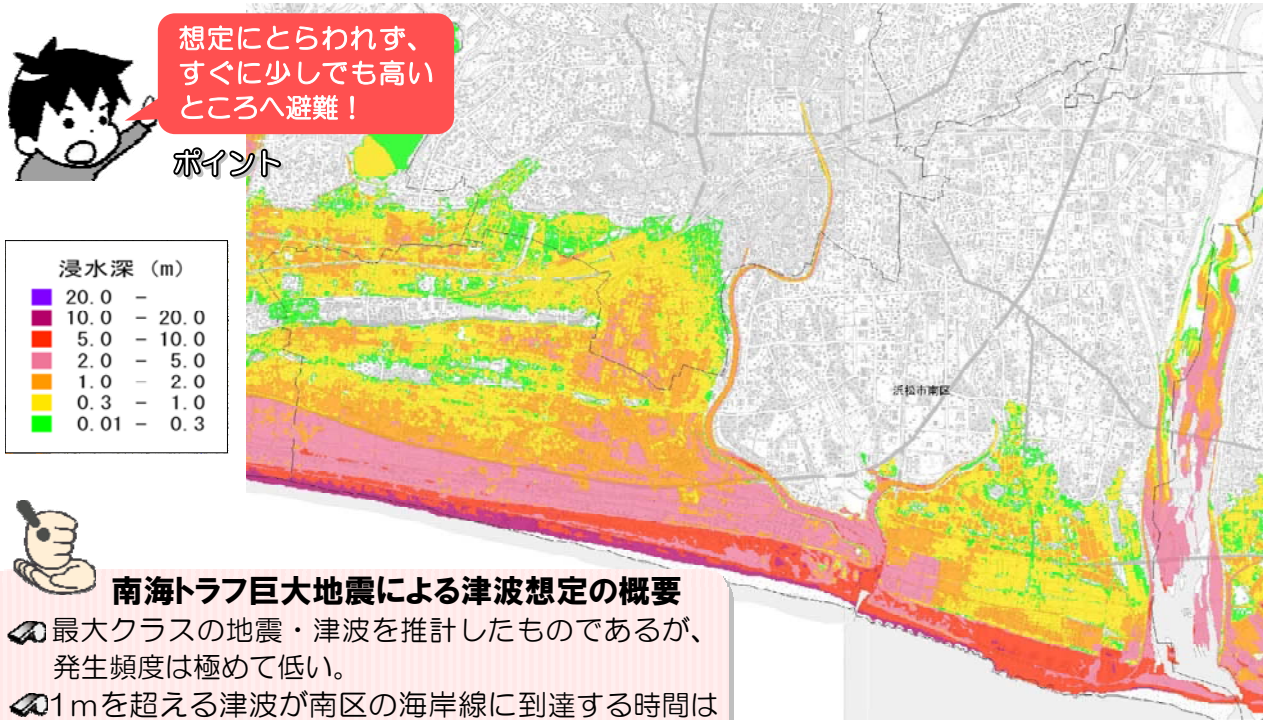 想定にとらわれず、
すぐに少しでも高い
ところへ避難！
ポイント
浸水深 (m)
20.0 -
10.0 - 20.0
5.0 - 10.0
2.0 - 5.0
1.0 - 2.0
0.3 - 1.0
0.01 - 0.3
浜松市南区
南海トラフ巨大地震による津波想定の概要
最大クラスの地震・津波を推計したものであるが、
発生頻度は極めて低い。
1ｍを超える津波が南区の海岸線に到達する時間は